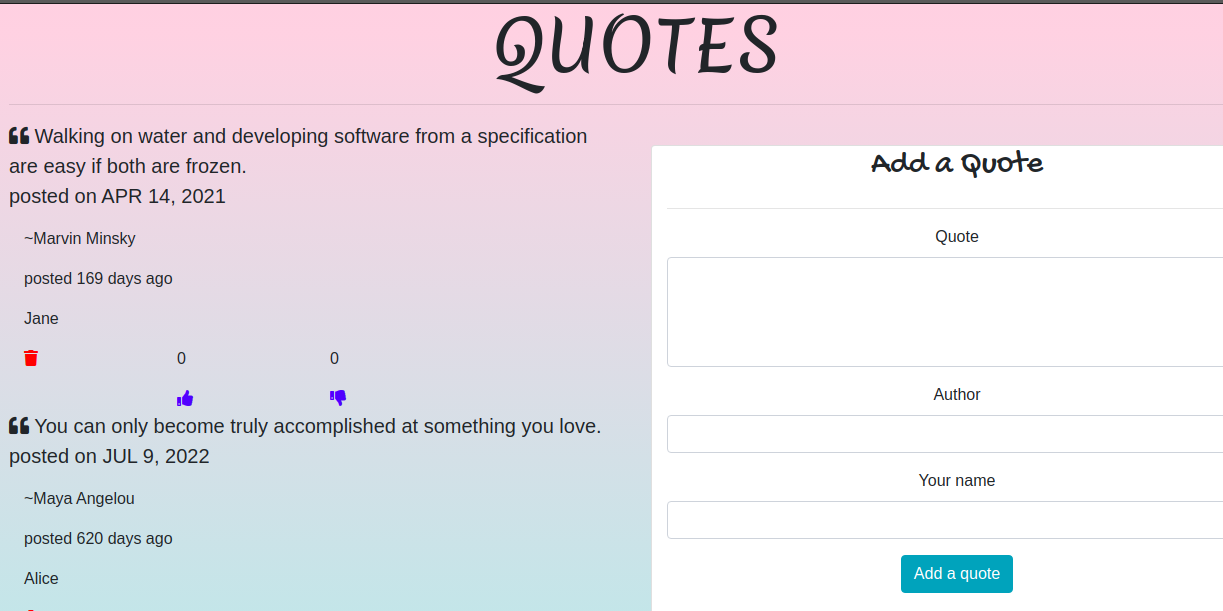 QUOTES
Walking on water and developing software from a specification
are easy if both are frozen.
posted on APR 14, 2021
~Marvin Minsky
posted 169 days ago
Jane
0 0
You can only become truly accomplished at something you love.
posted on JUL 9, 2022
~Maya Angelou
posted 620 days ago
Alice
Add a Quote
Quote
Author
Your name
Add a quote